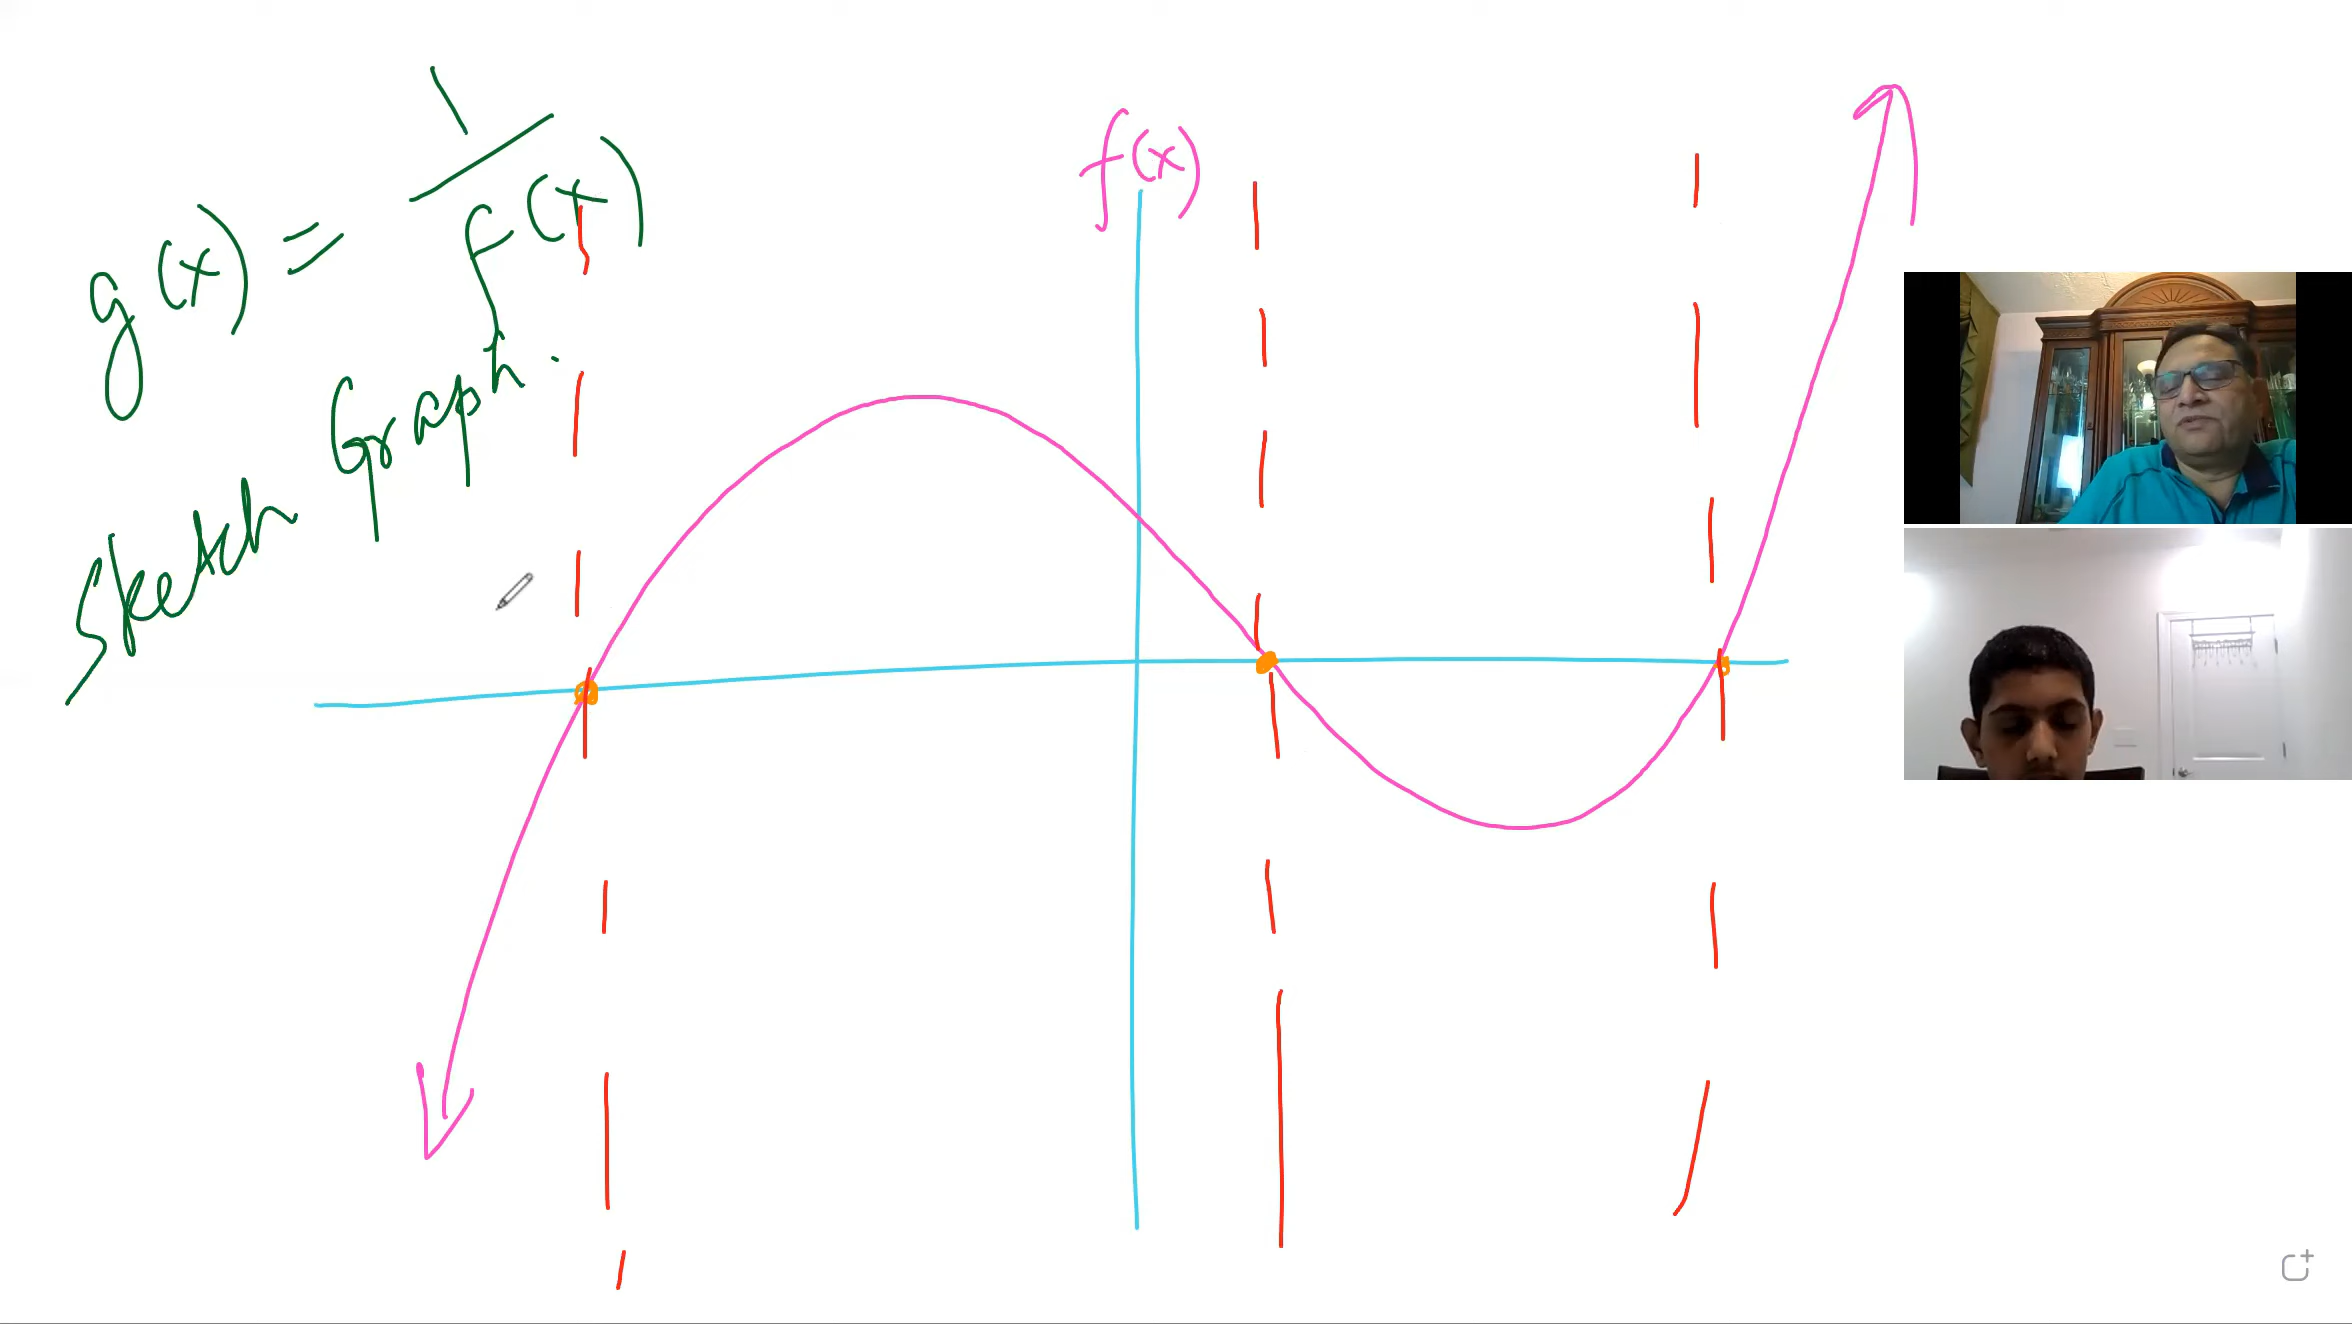 g(x) = 1/f(x)
Sketch Graph.
f(x)